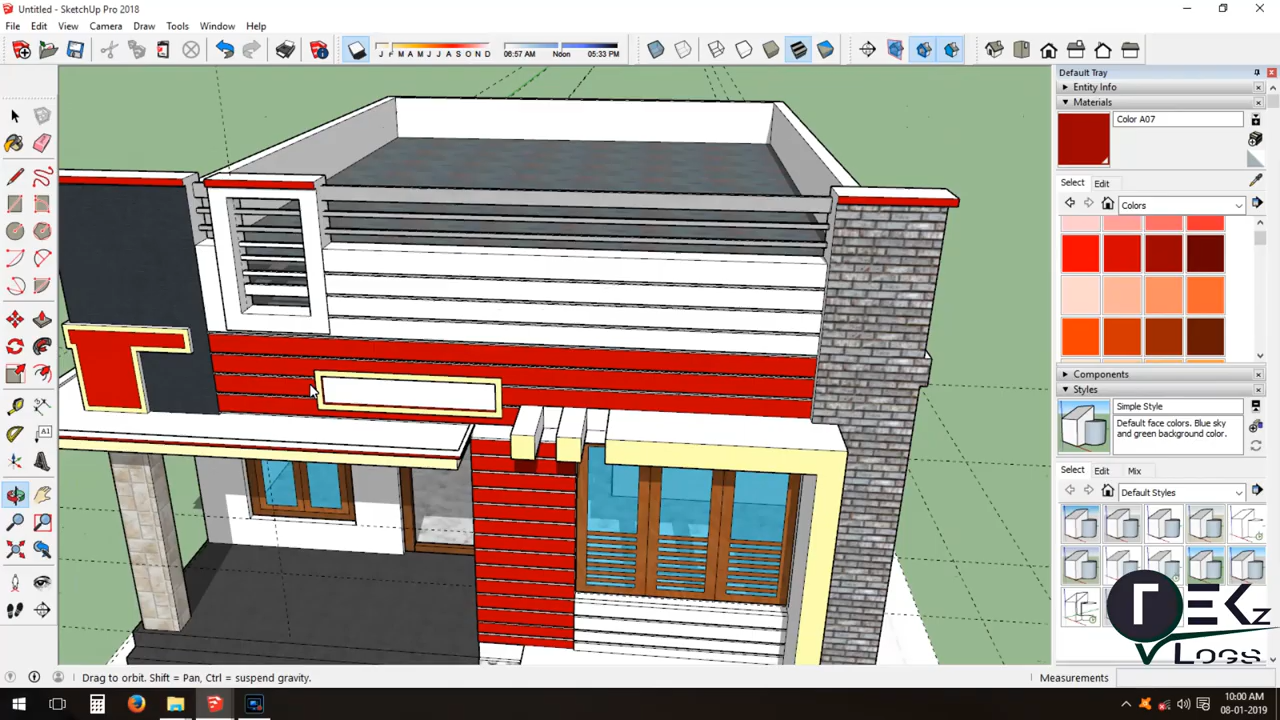 Untitled - SketchUp Pro 2018
File Edit View Camera Draw Tools Window Help
J F M A M J J A S O N D
06:57 AM Noon 05:33 PM
Default Tray
Entity Info
Materials
Color A07
Select Edit
Colors
Components
Styles
Simple Style
Default face colors. Blue sky
and green background color.
Select Edit Mix
Default Styles
A1
TEKz
VLogs
Drag to orbit. Shift = Pan, Ctrl = suspend gravity.
Measurements
10:00 AM
08-01-2019